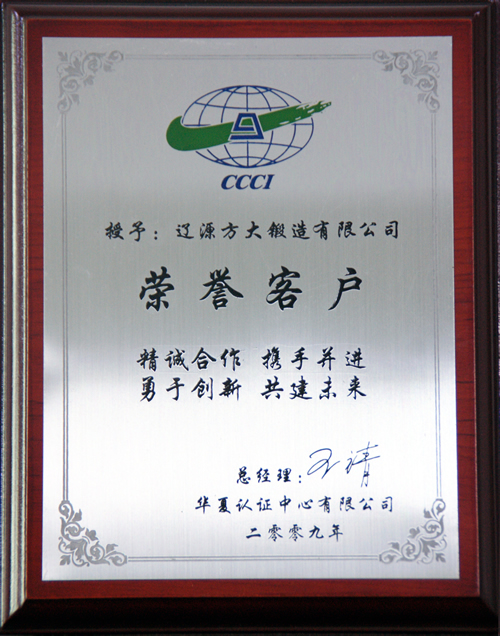 CCCI
授予：辽源方大锻造有限公司
荣誉客户
精诚合作 携手并进
勇于创新 共建未来
总经理：
华夏认证中心有限公司
二零零九年